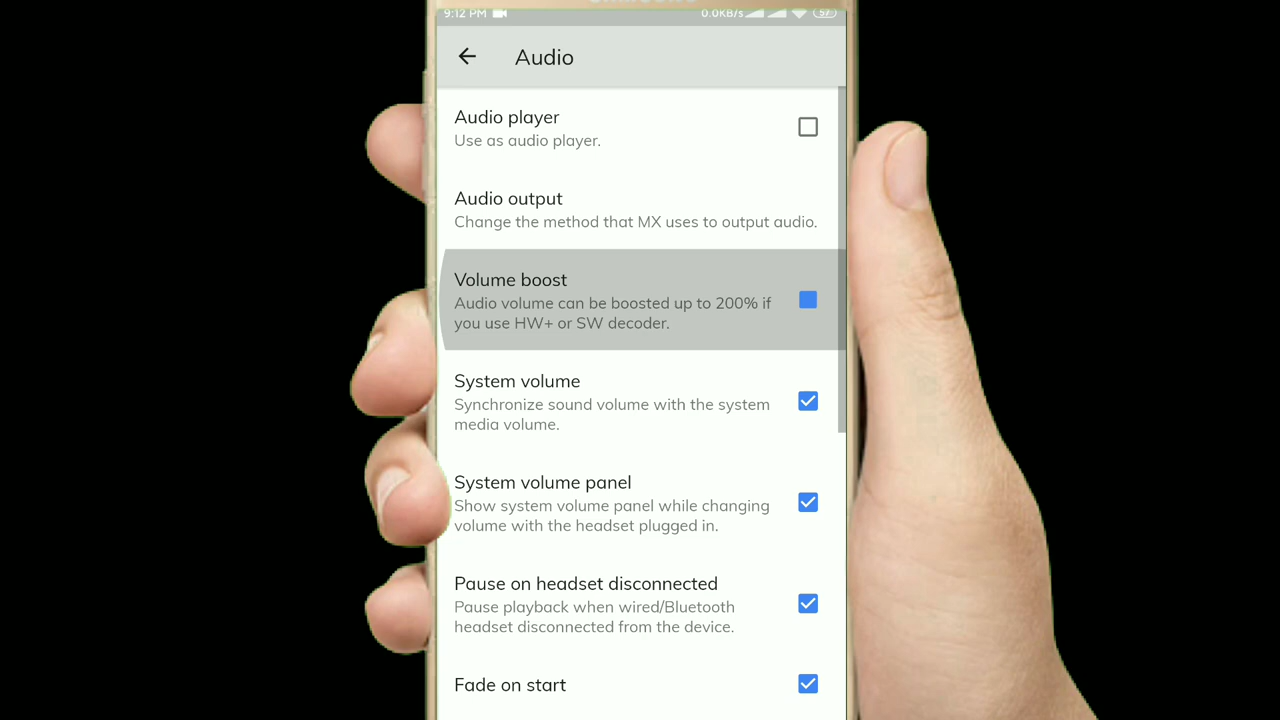 9:12 PM 0.0KB/s 57
Audio
Audio player
Use as audio player.
Audio output
Change the method that MX uses to output audio.
Volume boost
Audio volume can be boosted up to 200% if
you use HW+ or SW decoder.
System volume
Synchronize sound volume with the system
media volume.
System volume panel
Show system volume panel while changing
volume with the headset plugged in.
Pause on headset disconnected
Pause playback when wired/Bluetooth
headset disconnected from the device.
Fade on start